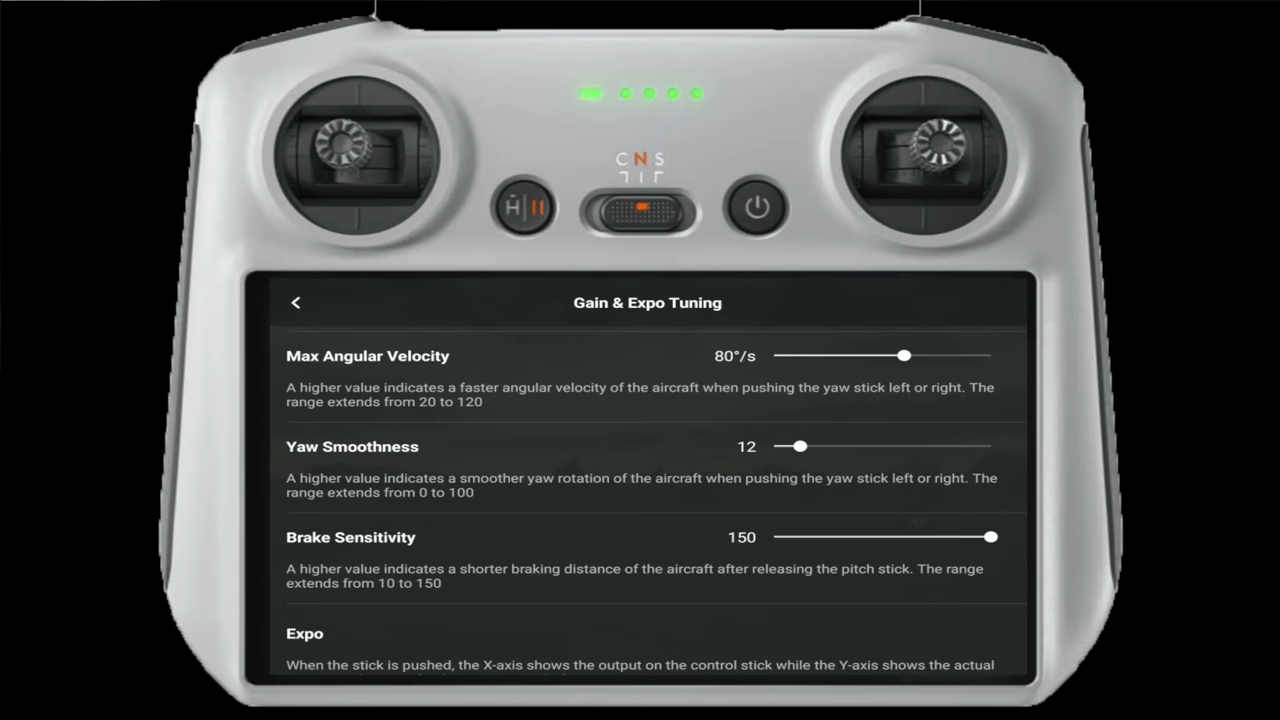 C N S
H
Gain & Expo Tuning
Max Angular Velocity 80°/s
A higher value indicates a faster angular velocity of the aircraft when pushing the yaw stick left or right. The
range extends from 20 to 120
Yaw Smoothness 12
A higher value indicates a smoother yaw rotation of the aircraft when pushing the yaw stick left or right. The
range extends from 0 to 100
Brake Sensitivity 150
A higher value indicates a shorter braking distance of the aircraft after releasing the pitch stick. The range
extends from 10 to 150
Expo
When the stick is pushed, the X-axis shows the output on the control stick while the Y-axis shows the actual